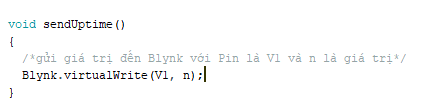 void sendUptime()
{
/*gửi giá trị đến Blynk với Pin là V1 và n là giá trị*/
Blynk.virtualWrite(V1, n);
}